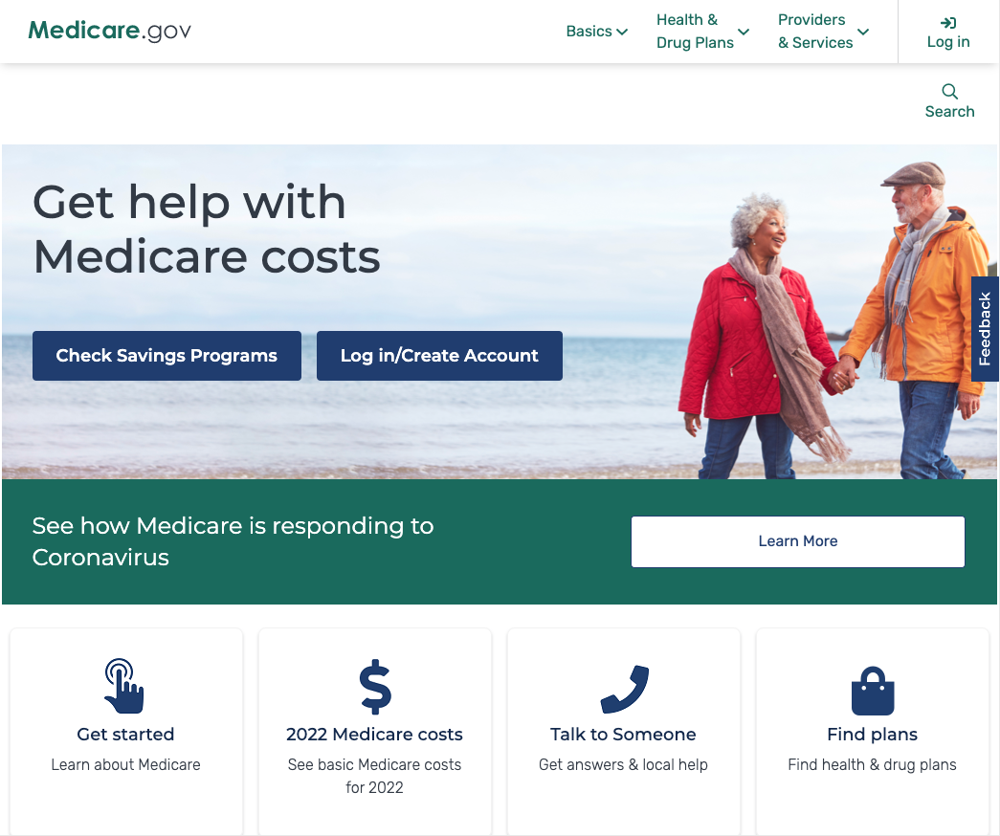 Medicare.gov
Basics
Health &
Drug Plans
Providers
& Services
Log in
Search
Get help with
Medicare costs
Check Savings Programs
Log in/Create Account
Feedback
See how Medicare is responding to
Coronavirus
Learn More
Get started
Learn about Medicare
2022 Medicare costs
See basic Medicare costs
for 2022
Talk to Someone
Get answers & local help
Find plans
Find health & drug plans